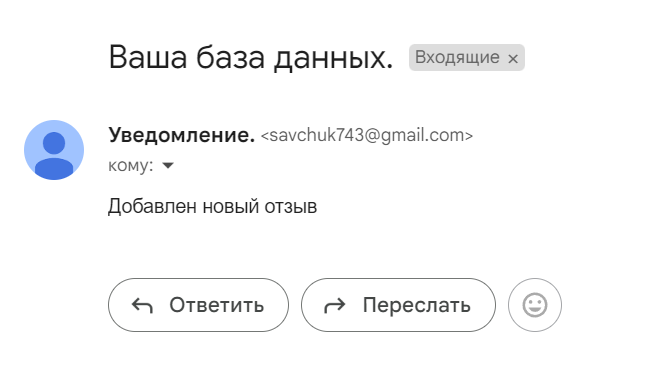 Ваша база данных. Входящие ×
Уведомление. <savchuk743@gmail.com>
кому:
Добавлен новый отзыв
Ответить Переслать